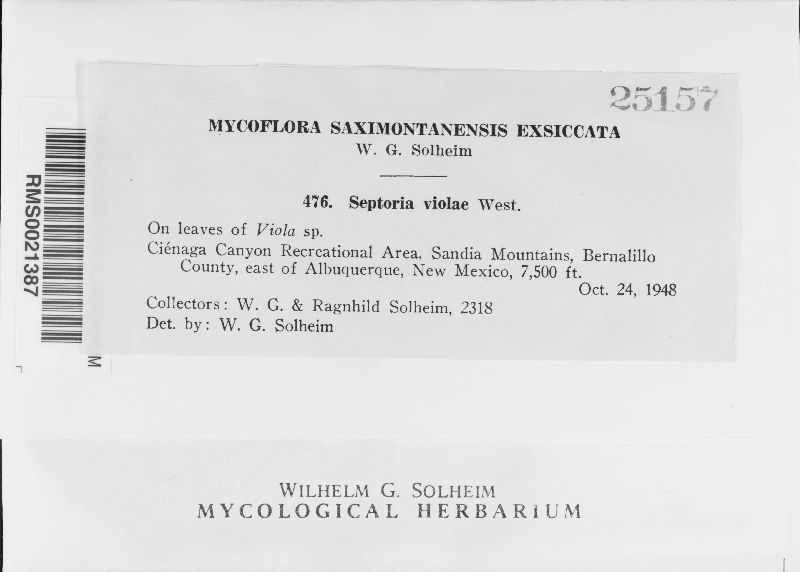 25157
MYCOFLORA SAXIMONTANENSIS EXSICCATA
W. G. Solheim
476. Septoria violae West.
On leaves of Viola sp.
Ciénaga Canyon Recreational Area, Sandia Mountains, Bernalillo
County, east of Albuquerque, New Mexico, 7,500 ft.
Oct. 24, 1948
Collectors: W. G. & Ragnhild Solheim, 2318
Det. by: W. G. Solheim
RMS0021387
M
WILHELM G. SOLHEIM
MYCOLOGICAL HERBARIUM